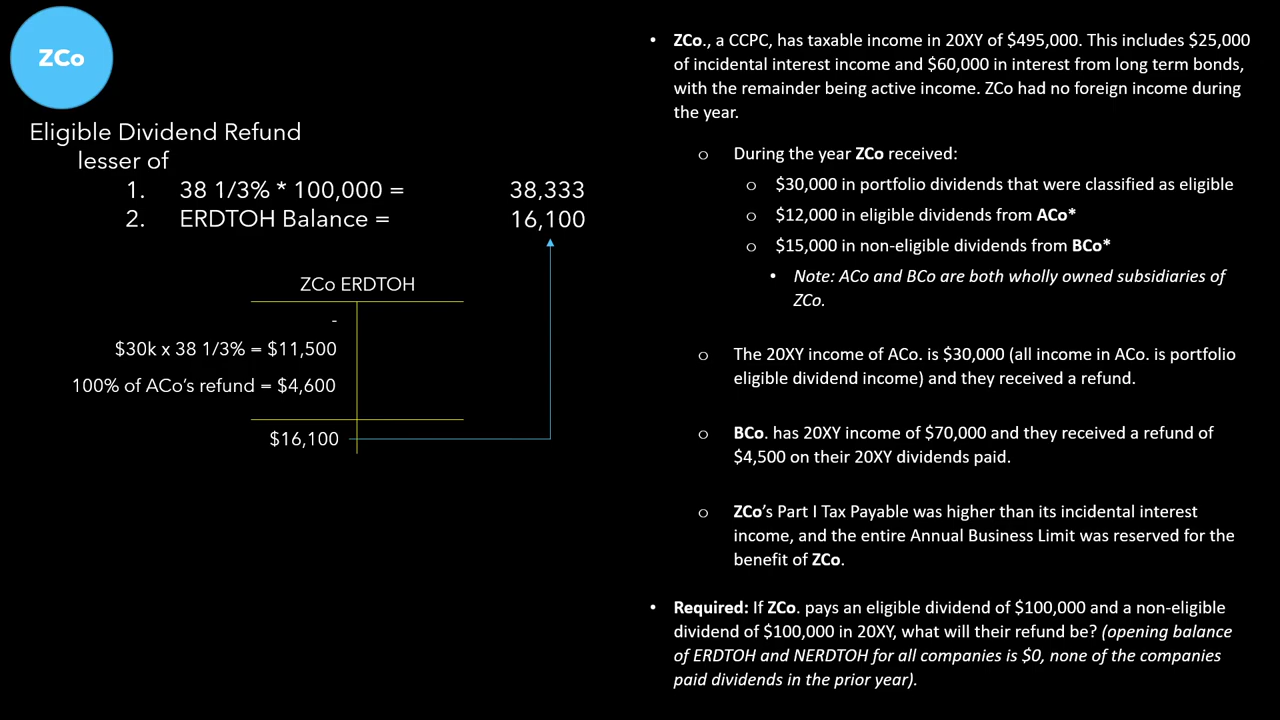 ZCo
Eligible Dividend Refund
lesser of
1. 38 1/3% * 100,000 = 38,333
2. ERDTOH Balance = 16,100
ZCo ERDTOH
-
$30k x 38 1/3% = $11,500
100% of ACo's refund = $4,600
$16,100
• ZCo., a CCPC, has taxable income in 20XY of $495,000. This includes $25,000
of incidental interest income and $60,000 in interest from long term bonds,
with the remainder being active income. ZCo had no foreign income during
the year.
o During the year ZCo received:
o $30,000 in portfolio dividends that were classified as eligible
o $12,000 in eligible dividends from ACo*
o $15,000 in non-eligible dividends from BCo*
• Note: ACo and BCo are both wholly owned subsidiaries of
ZCo.
o The 20XY income of ACo. is $30,000 (all income in ACo. is portfolio
eligible dividend income) and they received a refund.
o BCo. has 20XY income of $70,000 and they received a refund of
$4,500 on their 20XY dividends paid.
o ZCo's Part I Tax Payable was higher than its incidental interest
income, and the entire Annual Business Limit was reserved for the
benefit of ZCo.
• Required: If ZCo. pays an eligible dividend of $100,000 and a non-eligible
dividend of $100,000 in 20XY, what will their refund be? (opening balance
of ERDTOH and NERDTOH for all companies is $0, none of the companies
paid dividends in the prior year).